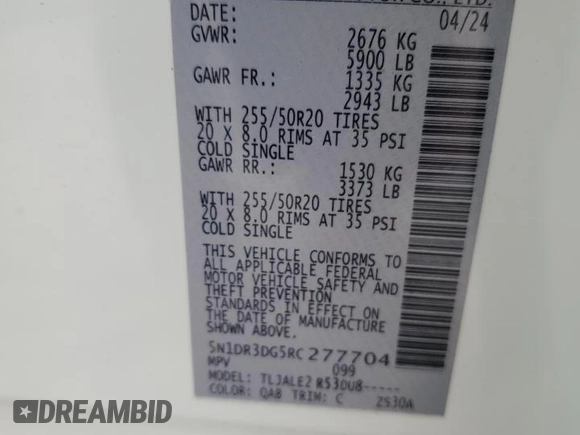 CO., LTD.
DATE: 04/24
GVWR: 2676 KG
5900 LB
GAWR FR.: 1335 KG
2943 LB
WITH 255/50R20 TIRES
20 X 8.0 RIMS AT 35 PSI
COLD SINGLE
GAWR RR.: 1530 KG
3373 LB
WITH 255/50R20 TIRES
20 X 8.0 RIMS AT 35 PSI
COLD SINGLE
THIS VEHICLE CONFORMS TO
ALL APPLICABLE FEDERAL
MOTOR VEHICLE SAFETY AND
THEFT PREVENTION
STANDARDS IN EFFECT ON
THE DATE OF MANUFACTURE
SHOWN ABOVE.
5N1DR3DG5RC277704
MPV 099
MODEL: TLJALE2 R530U8-----
COLOR: QAB TRIM: C 2530A